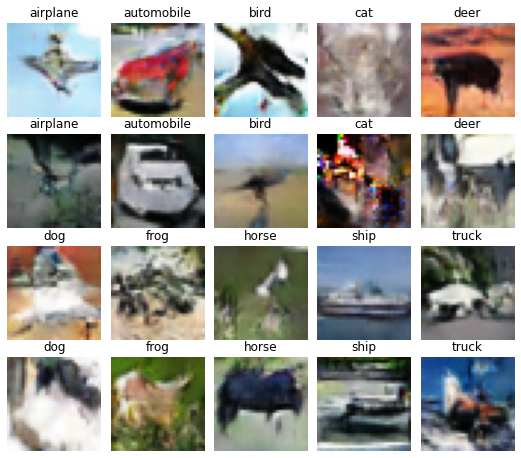 airplane automobile bird cat deer
airplane automobile bird cat deer
dog frog horse ship truck
dog frog horse ship truck